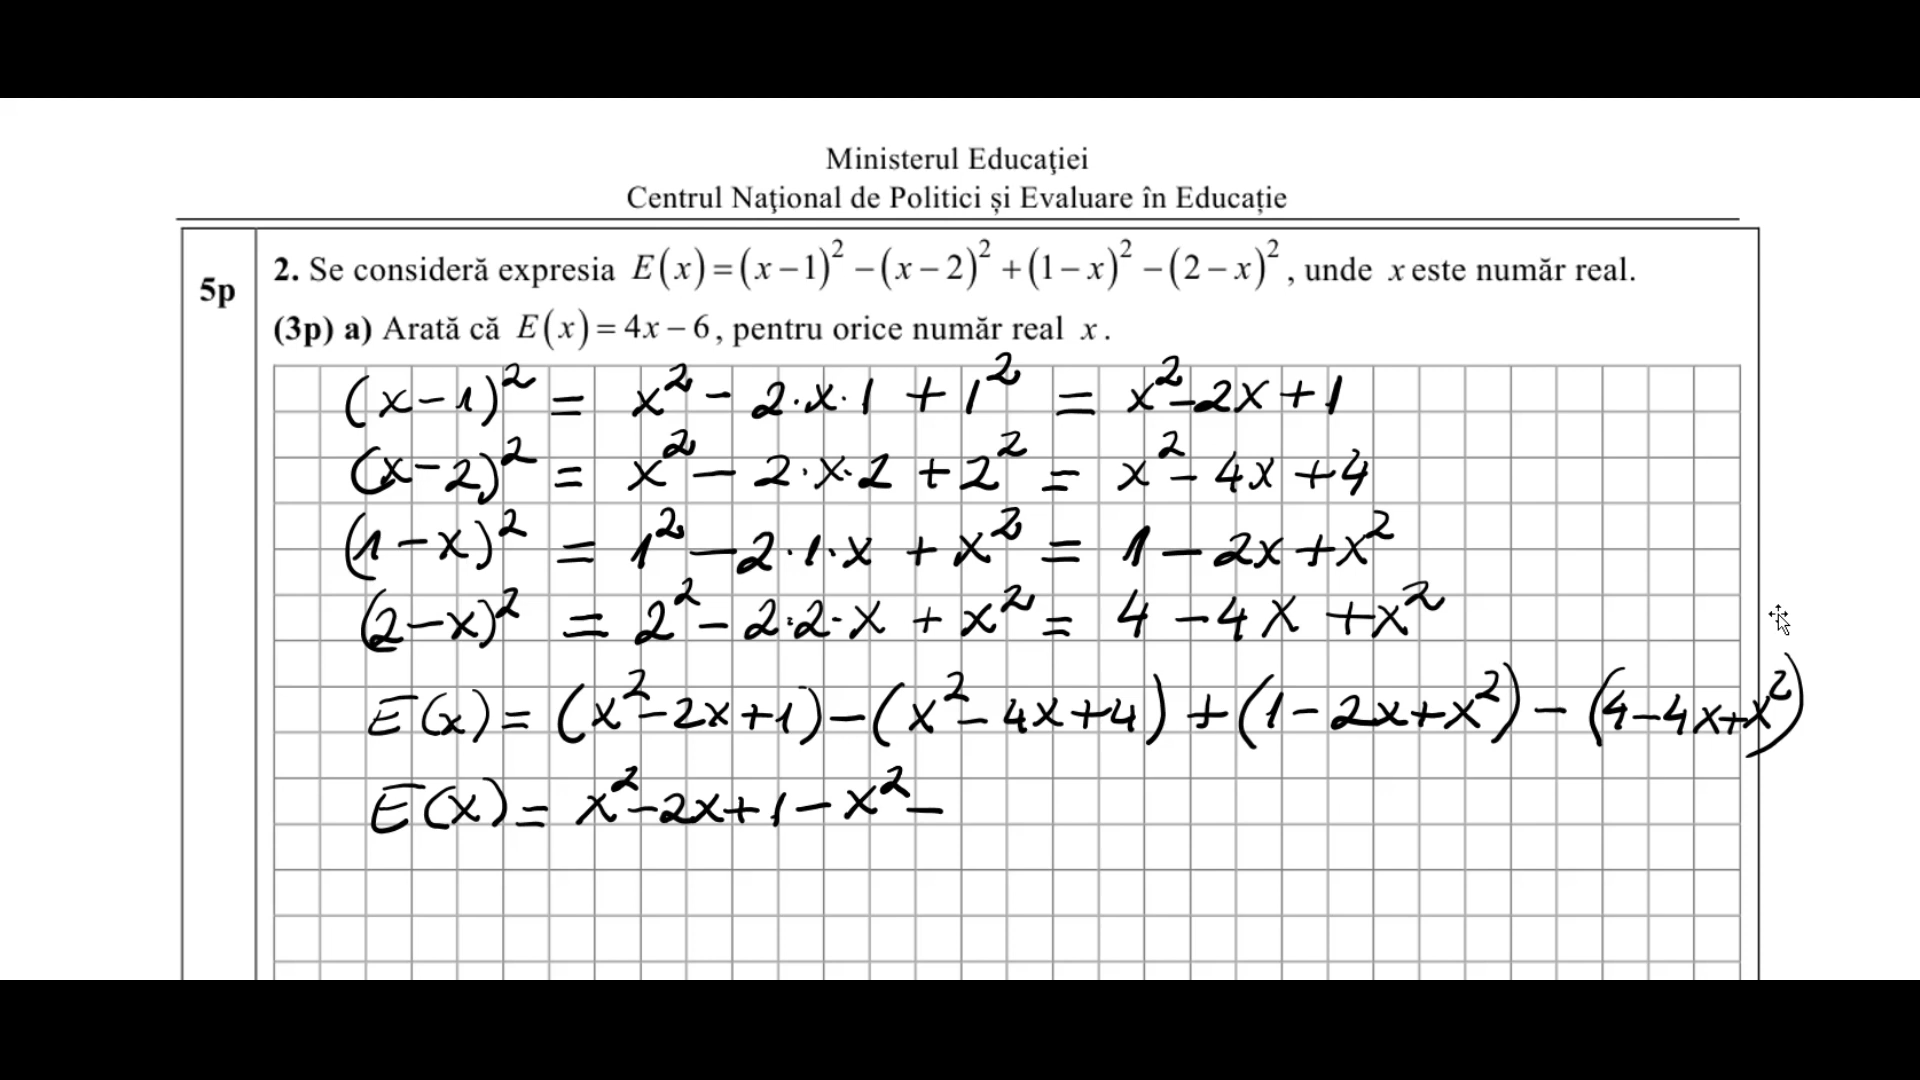 Ministerul Educaţiei
Centrul Naţional de Politici și Evaluare în Educație
5p
2. Se consideră expresia E(x)=(x−1)²−(x−2)²+(1−x)²−(2−x)², unde x este număr real.
(3p) a) Arată că E(x)=4x−6, pentru orice număr real x.
(x−1)² = x² − 2·x·1 + 1² = x²−2x+1
(x−2)² = x² − 2·x·2 + 2² = x² − 4x + 4
(1−x)² = 1² − 2·1·x + x² = 1 − 2x + x²
(2−x)² = 2² − 2·2·x + x² = 4 − 4x + x²
E(x) = (x²−2x+1)−(x²−4x+4)+(1−2x+x²)−(4−4x+x²)
E(x) = x²−2x+1−x²−